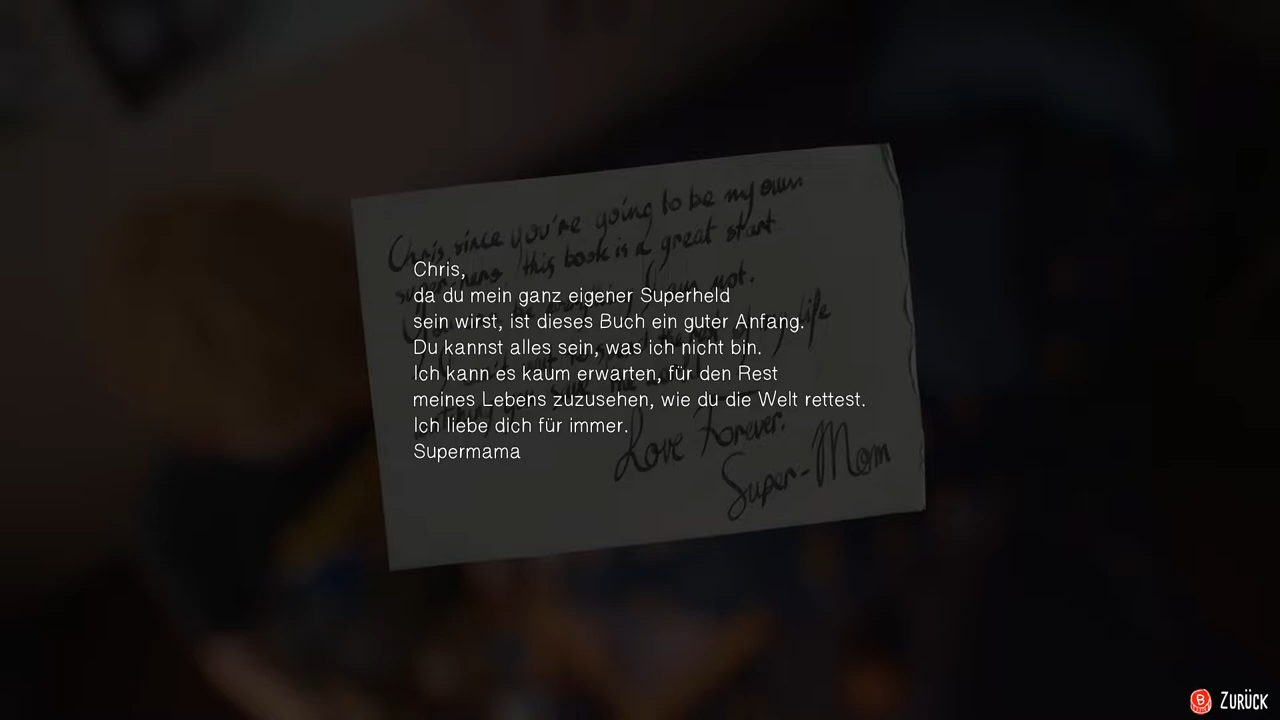 Chris,
da du mein ganz eigener Superheld
sein wirst, ist dieses Buch ein guter Anfang.
Du kannst alles sein, was ich nicht bin.
Ich kann es kaum erwarten, für den Rest
meines Lebens zuzusehen, wie du die Welt rettest.
Ich liebe dich für immer.
Supermama
Chris, since you're going to be my own
super-hero, this book is a great start.
not.
life
Love Forever.
Super-Mom
B ZURÜCK